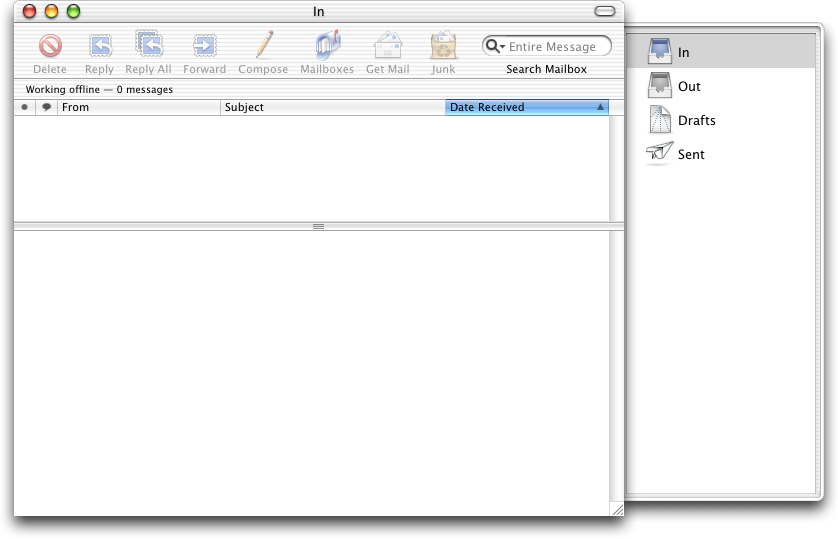 In
Delete Reply Reply All Forward Compose Mailboxes Get Mail Junk
Entire Message
Search Mailbox
Working offline — 0 messages
From Subject Date Received
In
Out
Drafts
Sent